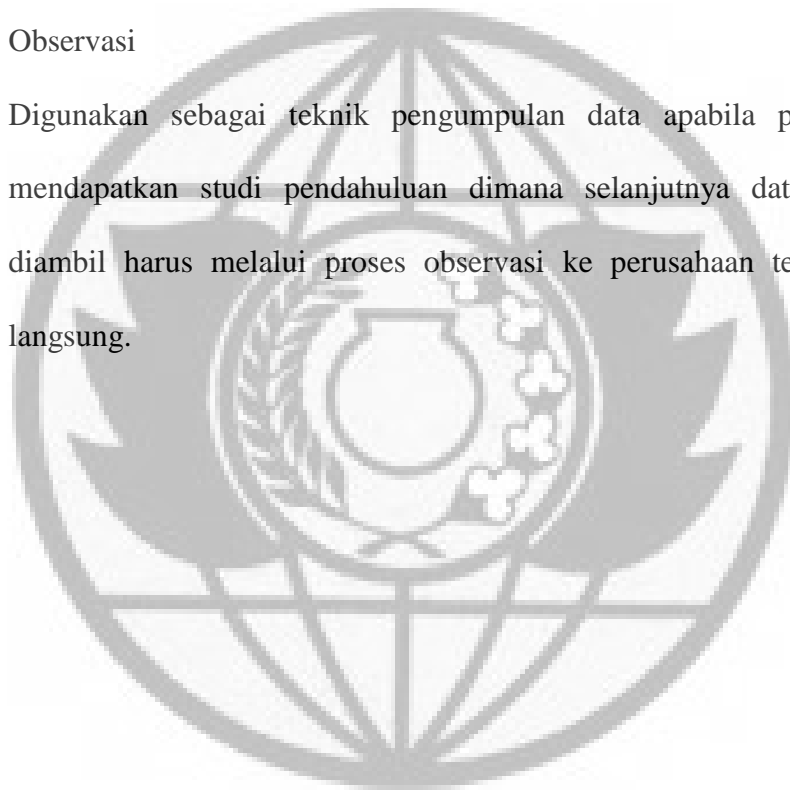 Observasi
Digunakan sebagai teknik pengumpulan data apabila
mendapatkan studi pendahuluan dimana selanjutnya
diambil harus melalui proses observasi ke perusahaan
langsung.